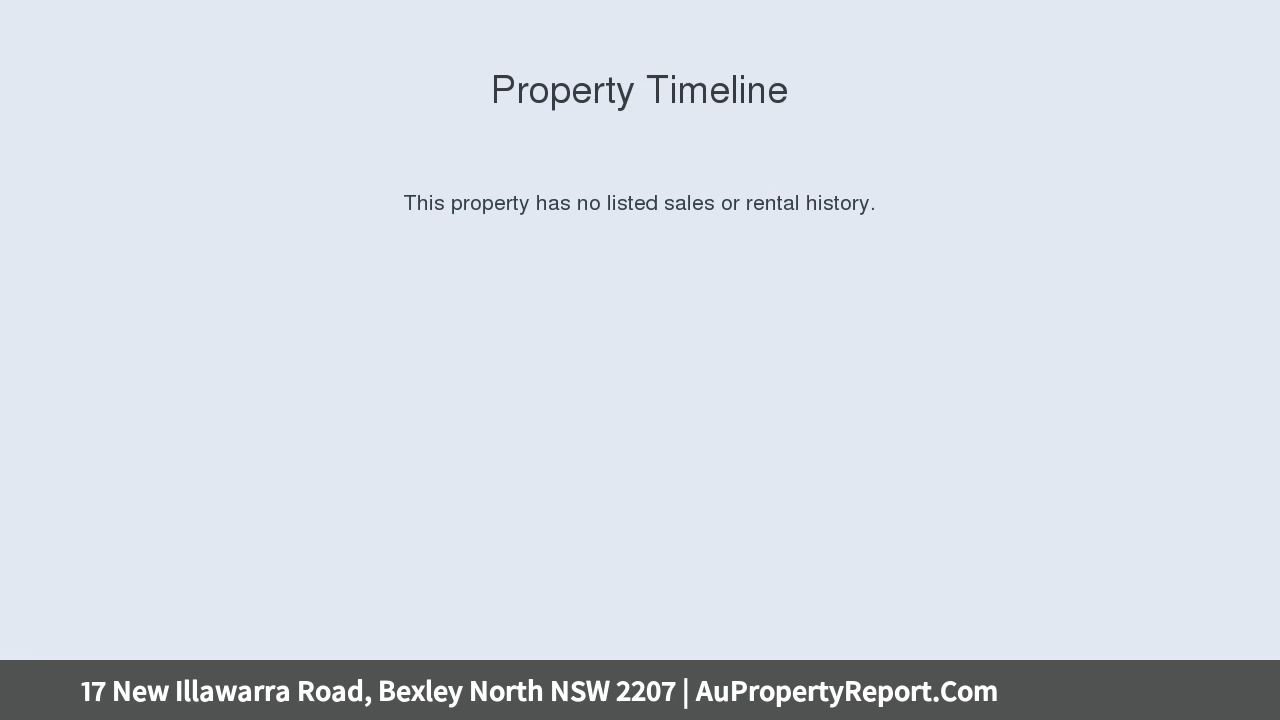 Property Timeline
This property has no listed sales or rental history.
17 New Illawarra Road, Bexley North NSW 2207 | AuPropertyReport.Com